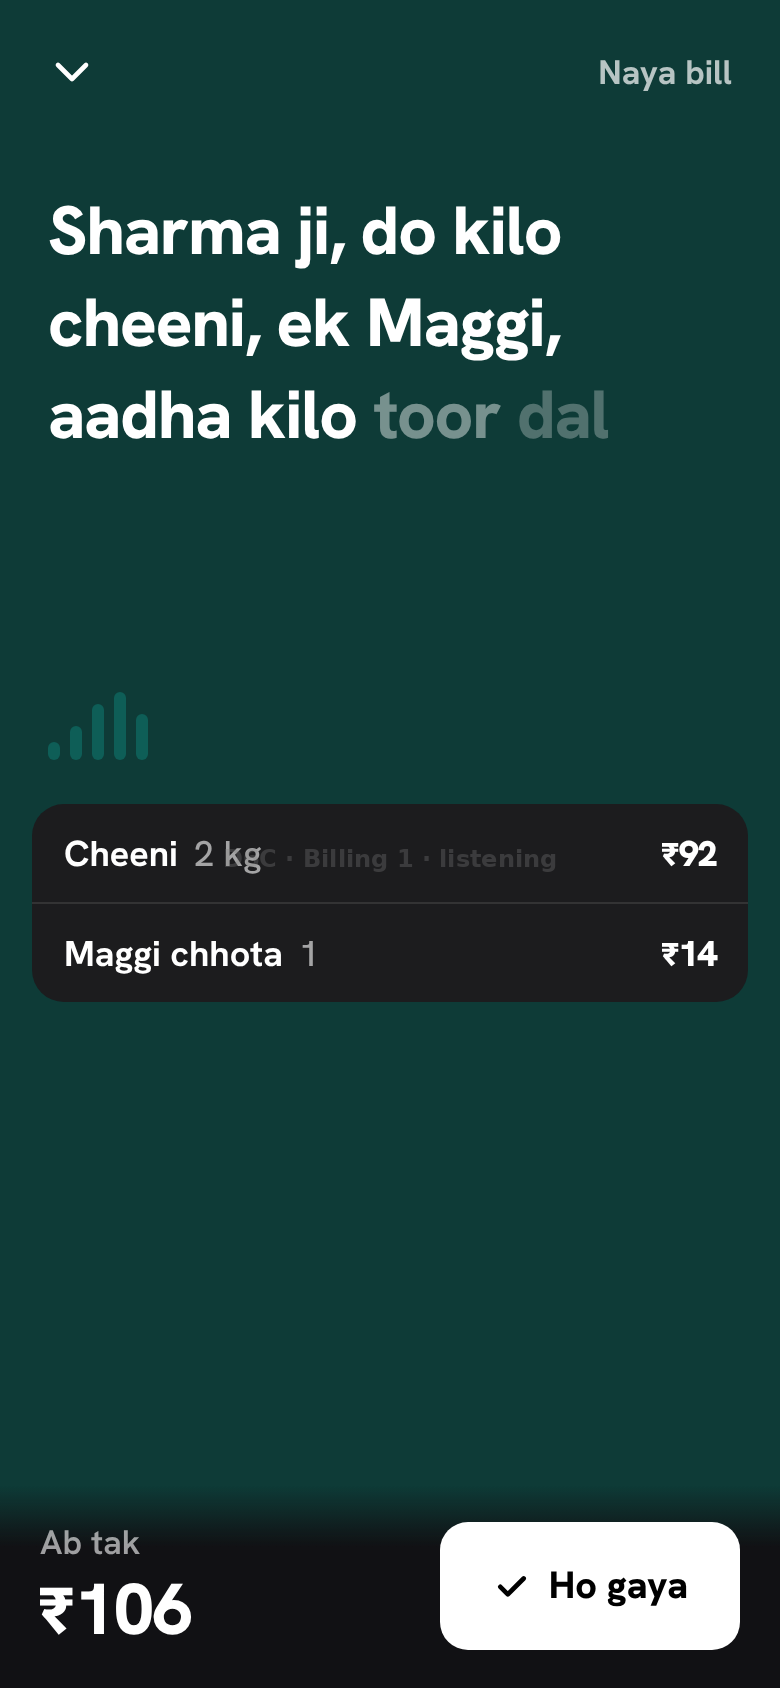 Naya bill
Sharma ji, do kilo
cheeni, ek Maggi,
aadha kilo toor dal
Cheeni 2 kg ₹92
C · Billing 1 · listening
Maggi chhota 1 ₹14
Ab tak
₹106
Ho gaya